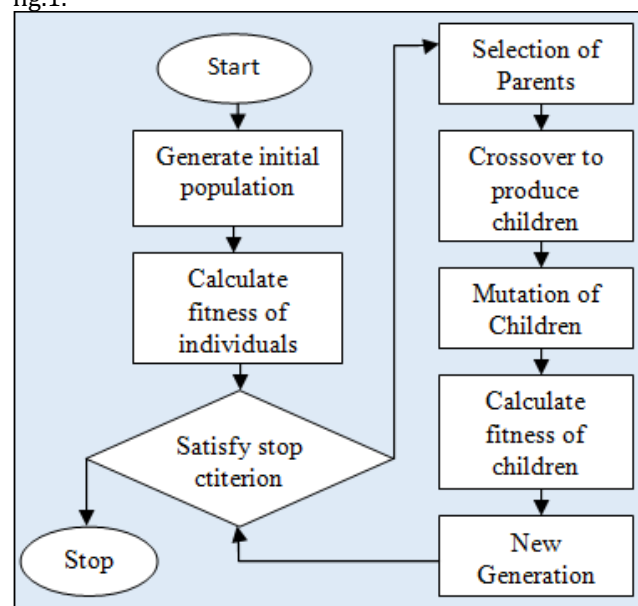 fig.1.
Start
Generate initial
population
Calculate
fitness of
individuals
Satisfy stop
ctiterion
Stop
Selection of
Parents
Crossover to
produce
children
Mutation of
Children
Calculate
fitness of
children
New
Generation